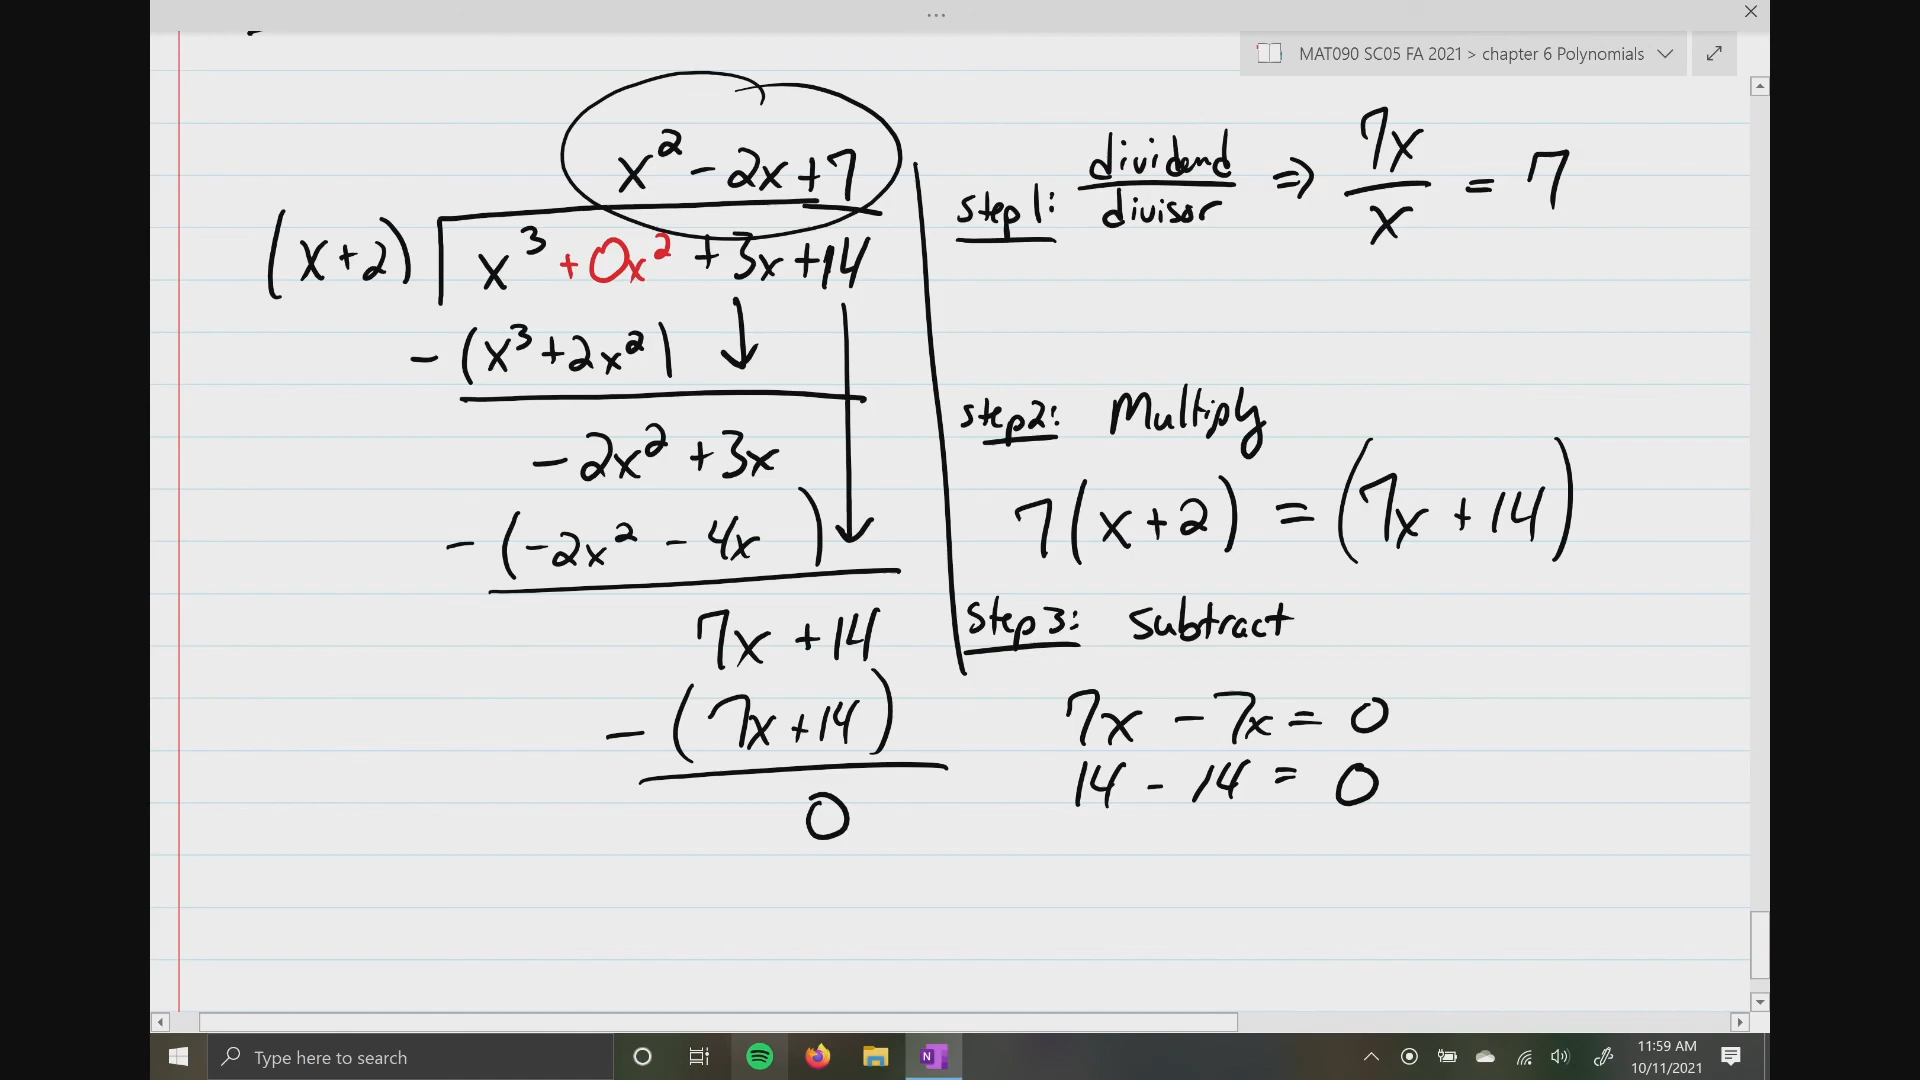 ...
MAT090 SC05 FA 2021 > chapter 6 Polynomials
x² - 2x + 7
(x+2) x³ + 0x² + 3x + 14
- (x³ + 2x²)
- 2x² + 3x
- (-2x² - 4x )
7x + 14
- (7x + 14)
0
step 1: dividend / divisor ⇒ 7x / x = 7
step 2: Multiply
7(x+2) = (7x + 14)
step 3: subtract
7x - 7x = 0
14 - 14 = 0
Type here to search
N
11:59 AM
10/11/2021